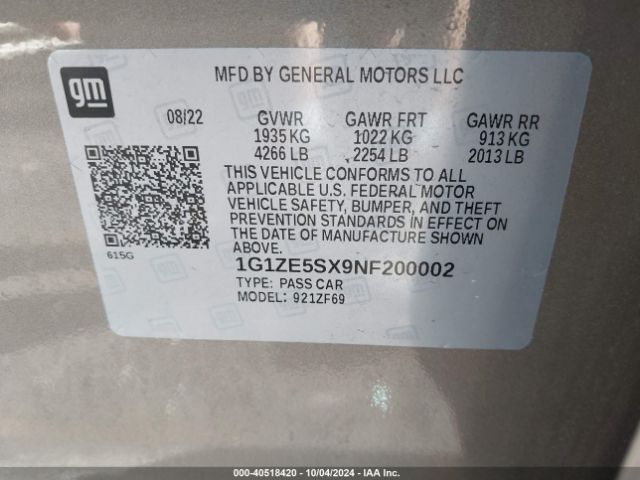 gm
MFD BY GENERAL MOTORS LLC
08/22 GVWR GAWR FRT GAWR RR
1935 KG 1022 KG 913 KG
4266 LB 2254 LB 2013 LB
THIS VEHICLE CONFORMS TO ALL
APPLICABLE U.S. FEDERAL MOTOR
VEHICLE SAFETY, BUMPER, AND THEFT
PREVENTION STANDARDS IN EFFECT ON
THE DATE OF MANUFACTURE SHOWN
ABOVE.
615G
1G1ZE5SX9NF200002
TYPE: PASS CAR
MODEL: 921ZF69
000-40518420 - 10/04/2024 - IAA Inc.